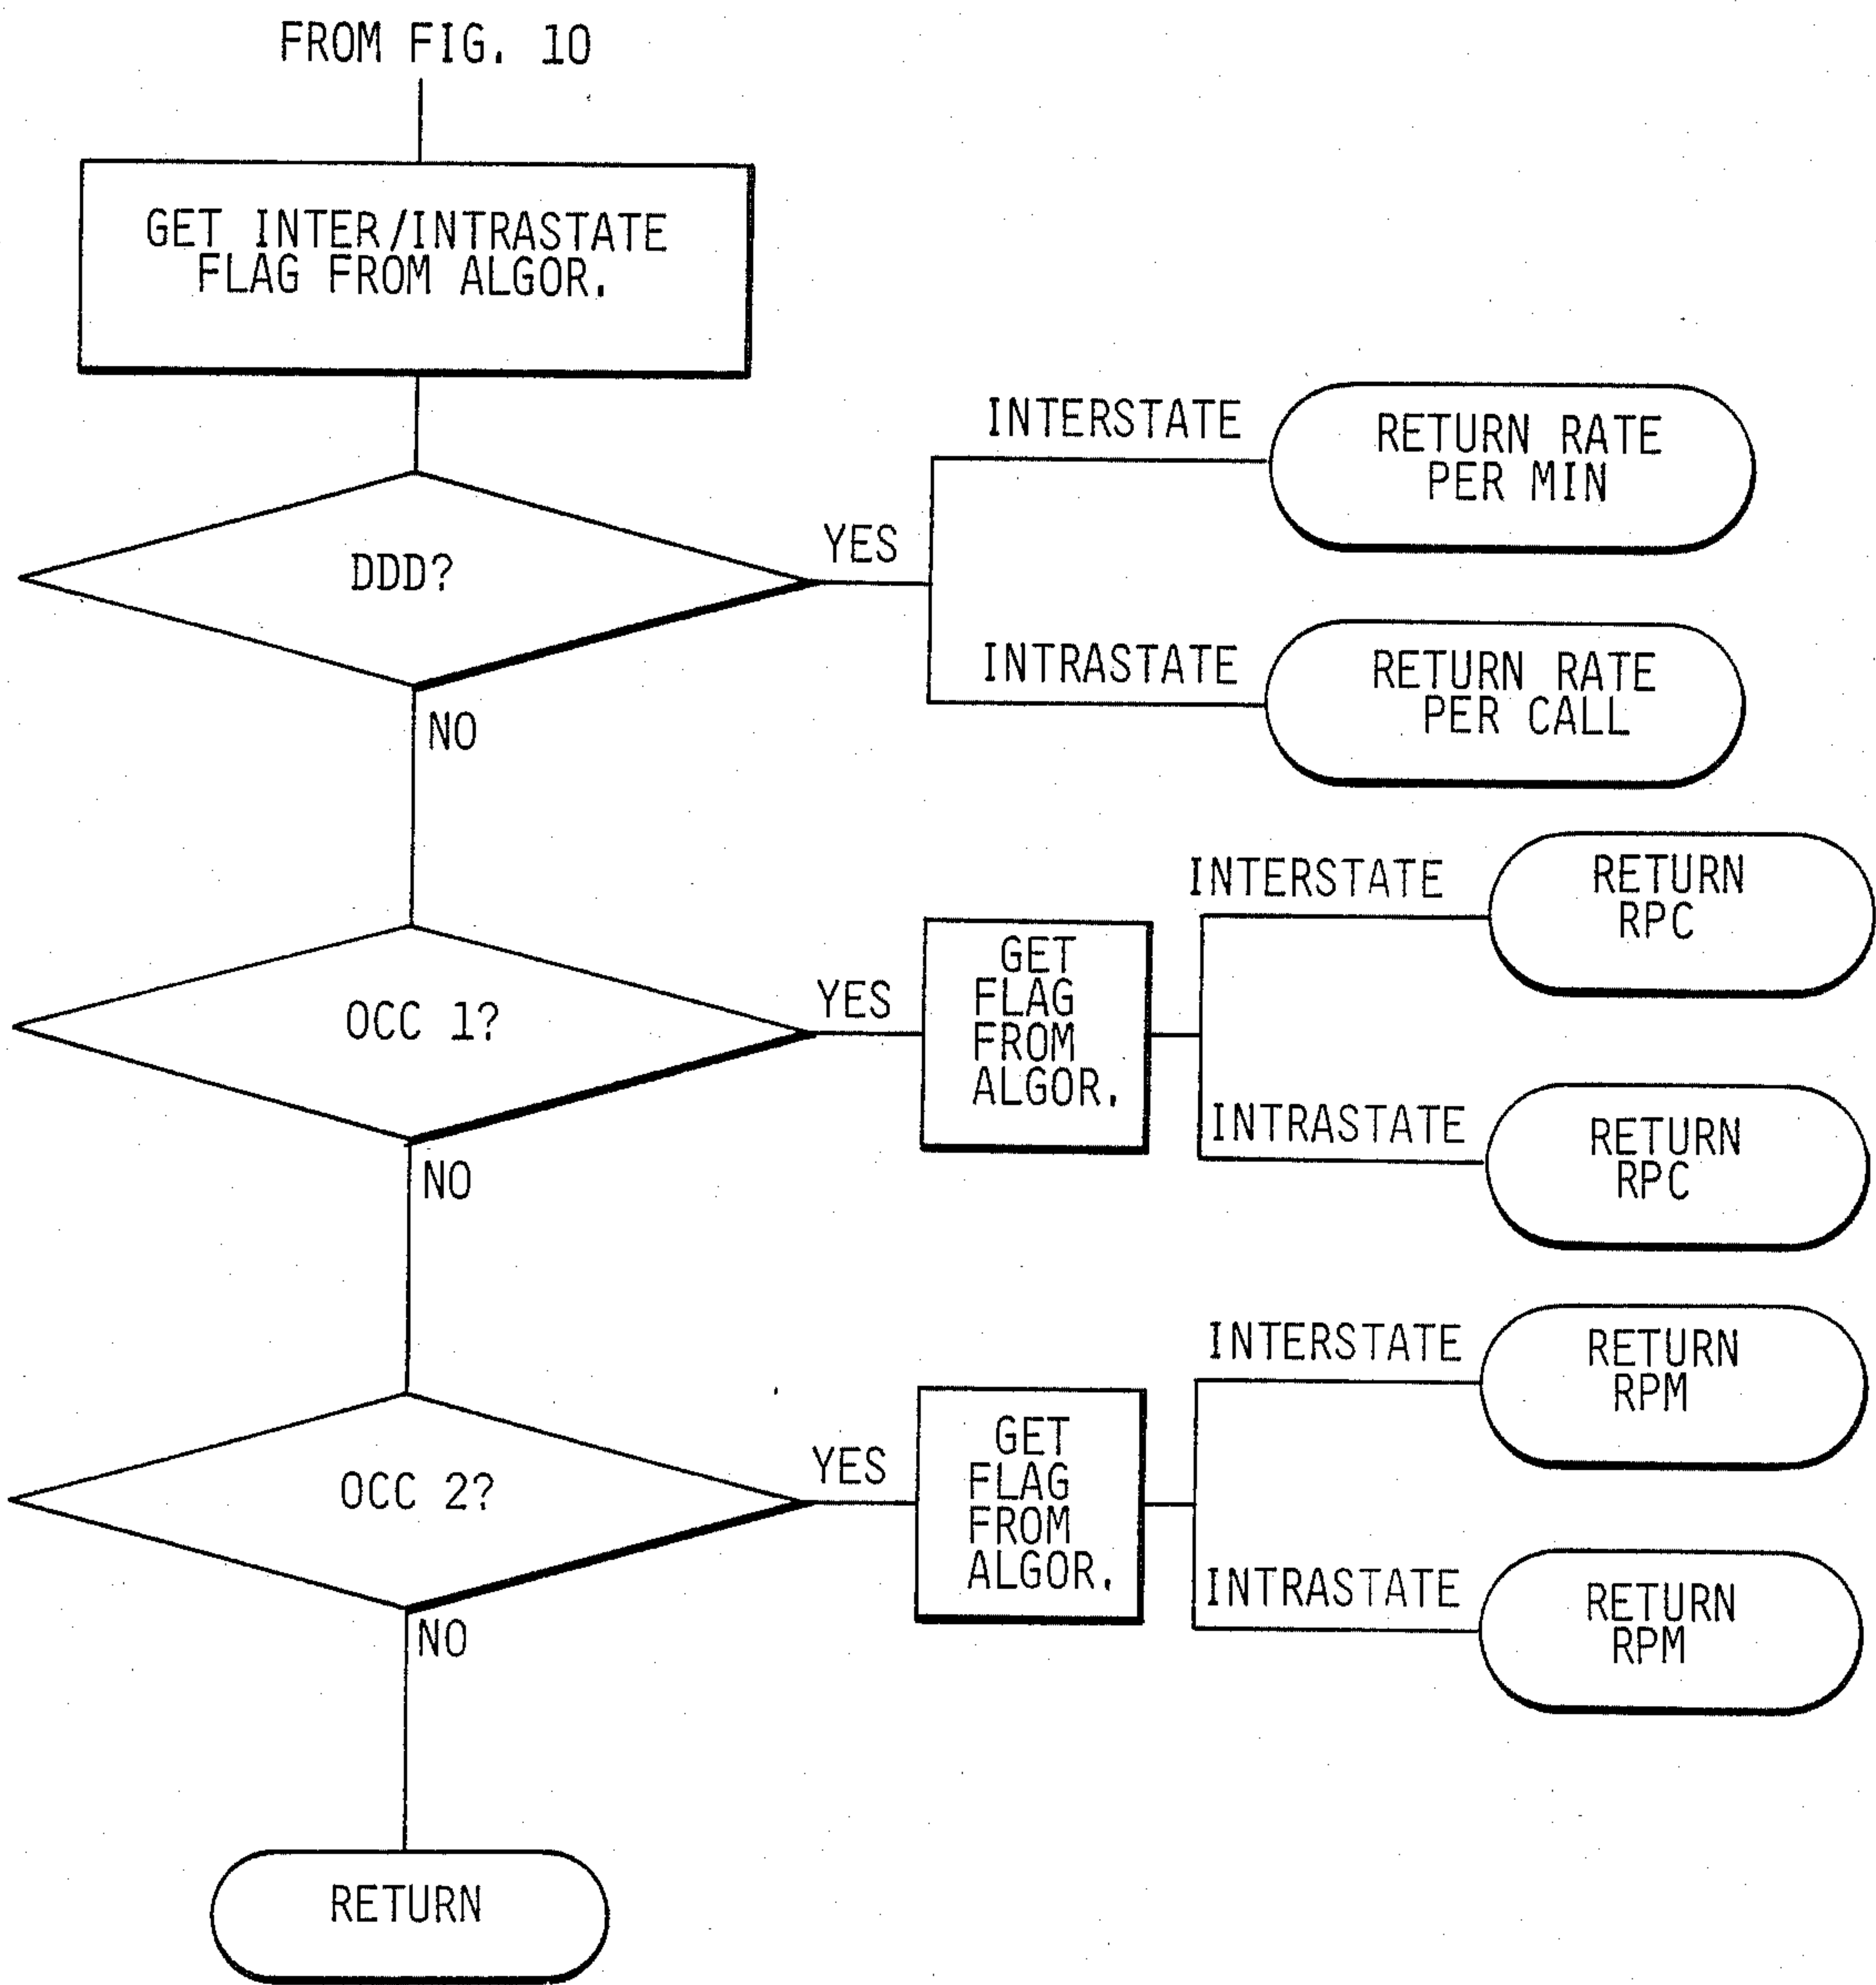 FROM FIG. 10
GET INTER/INTRASTATE
FLAG FROM ALGOR.
DDD?
YES
INTERSTATE
RETURN RATE
PER MIN
INTRASTATE
RETURN RATE
PER CALL
NO
OCC 1?
YES
GET
FLAG
FROM
ALGOR.
INTERSTATE
RETURN
RPC
INTRASTATE
RETURN
RPC
NO
OCC 2?
YES
GET
FLAG
FROM
ALGOR.
INTERSTATE
RETURN
RPM
INTRASTATE
RETURN
RPM
NO
RETURN